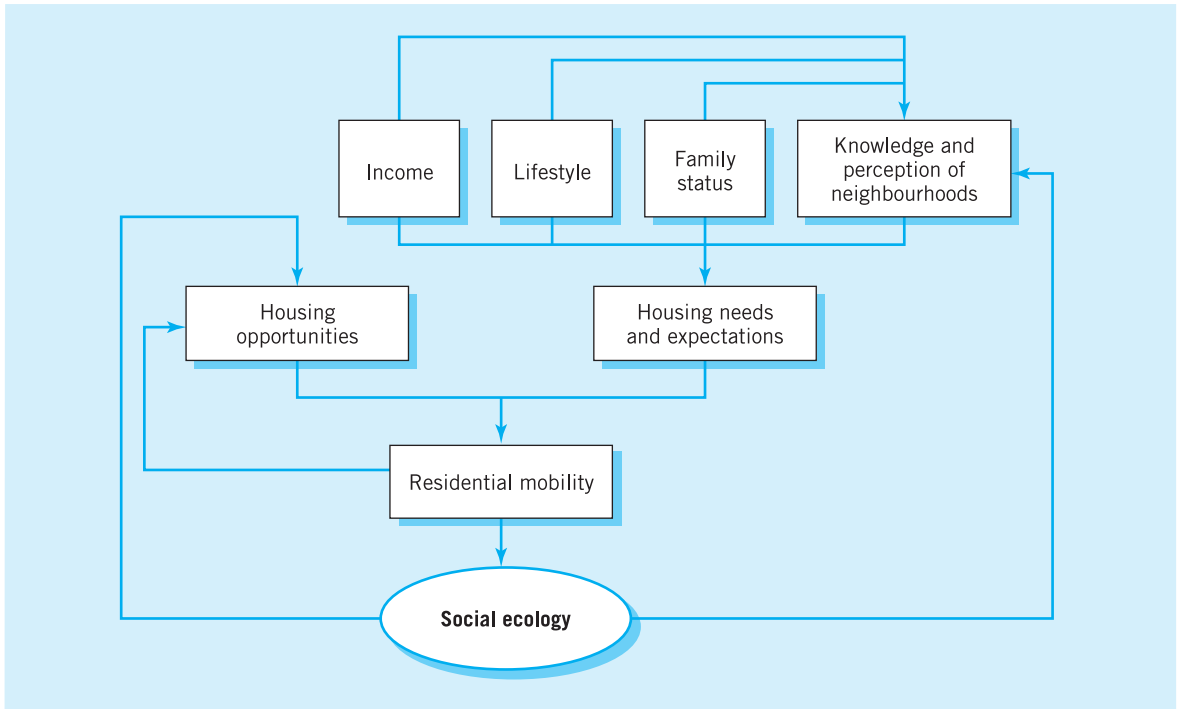 Income
Lifestyle
Family
status
Knowledge and
perception of
neighbourhoods
Housing
opportunities
Housing needs
and expectations
Residential mobility
Social ecology